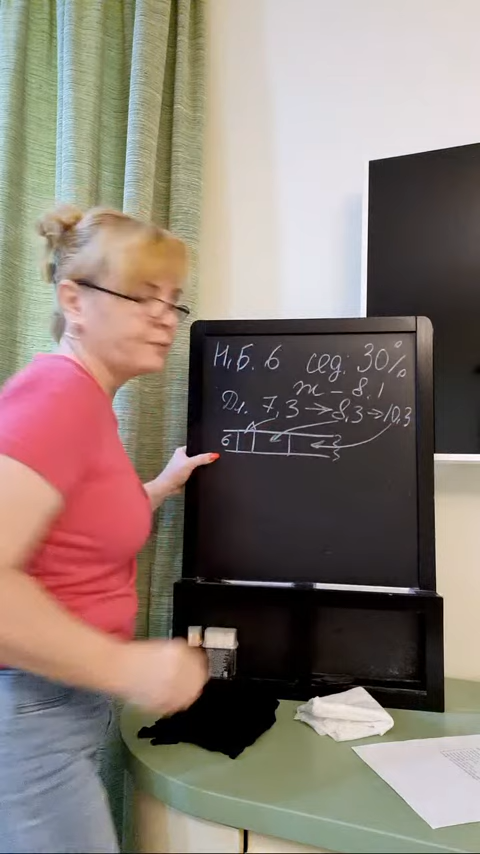 Н,Б. 6 сед. 30%
т – 8,1
Д1. 7,3 → 8,3 → 10,3
6